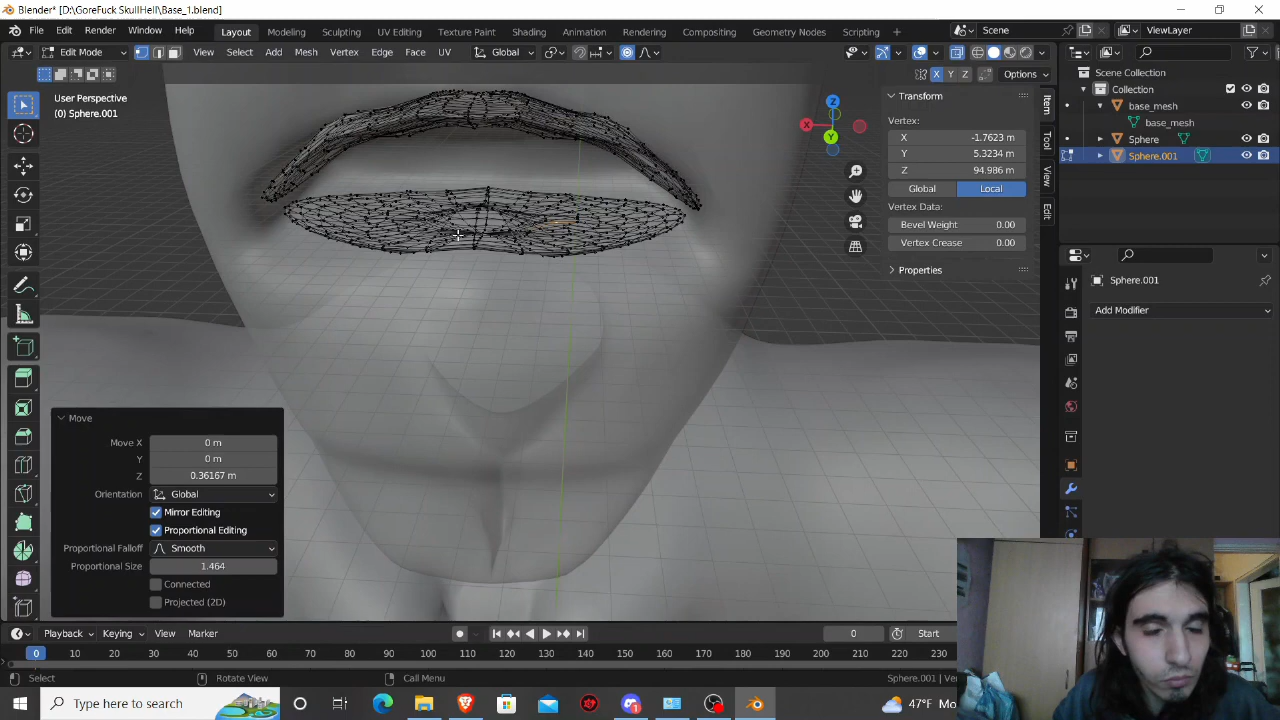 Blender* [D:\GoreFuck SkullHell\Base_1.blend]
File Edit Render Window Help Layout Modeling Sculpting UV Editing Texture Paint Shading Animation Rendering Compositing Geometry Nodes Scripting + Scene ViewLayer
Edit Mode View Select Add Mesh Vertex Edge Face UV Global
X Y Z Options
User Perspective
(0) Sphere.001
Transform
Vertex:
X -1.7623 m
Y 5.3234 m
Z 94.986 m
Global Local
Vertex Data:
Bevel Weight 0.00
Vertex Crease 0.00
Properties
Item
Tool
View
Edit
Z
X
Y
Scene Collection
Collection
base_mesh
base_mesh
Sphere
Sphere.001
Sphere.001
Add Modifier
Move
Move X 0 m
Y 0 m
Z 0.36167 m
Orientation Global
Mirror Editing
Proportional Editing
Proportional Falloff Smooth
Proportional Size 1.464
Connected
Projected (2D)
Playback Keying View Marker 0 Start
0 10 20 30 40 50 60 70 80 90 100 110 120 130 140 150 160 170 180 190 200 210 220 230
Select Rotate View Call Menu Sphere.001 | Ve
Type here to search 1 47°F Mo